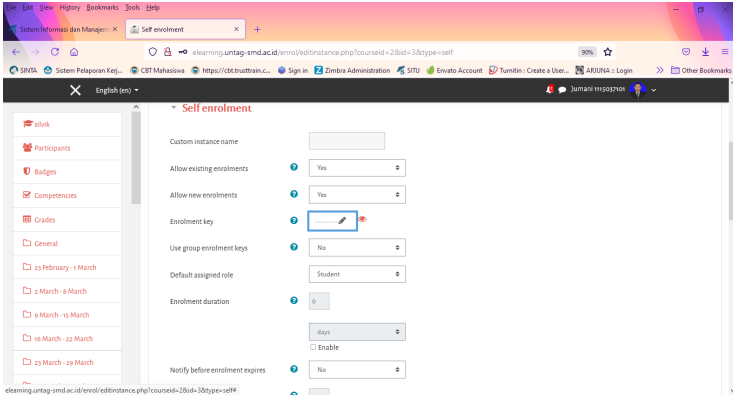 File Edit View History Bookmarks Tools Help
Sistem Informasi dan Manajem
Self enrolment
elearning.untag-smd.ac.id/enrol/editinstance.php?courseid=28&id=3&type=self
90%
SINTA Sistem Pelaporan Kerj... CBT Mahasiswa https://cbt.trusttrain.c... Sign in Zimbra Administration SITU Envato Account Turnitin : Create a User... ARJUNA :: Login Other Bookmarks
English (en)
Jumani 1115037101
Self enrolment
silvik
Participants
Badges
Competencies
Grades
General
23 February - 1 March
2 March - 8 March
9 March - 15 March
16 March - 22 March
23 March - 29 March
Custom instance name
Allow existing enrolments Yes
Allow new enrolments Yes
Enrolment key
Use group enrolment keys No
Default assigned role Student
Enrolment duration 0
days
Enable
Notify before enrolment expires No
elearning.untag-smd.ac.id/enrol/editinstance.php?courseid=28&id=3&type=self#